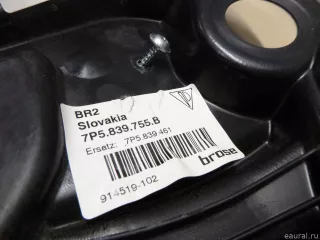 BR2
Slovakia
7P5.839.755.B
Ersatz: 7P5.839.461
brose
914519-102
eaural.ru